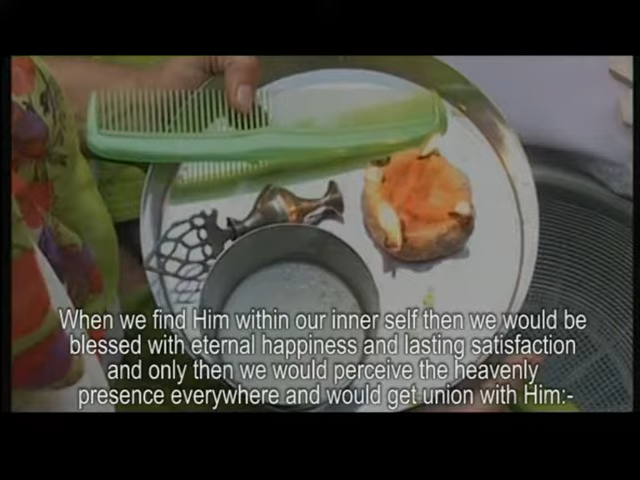 When we find Him within our inner self then we would be
blessed with eternal happiness and lasting satisfaction
and only then we would perceive the heavenly
presence everywhere and would get union with Him:-